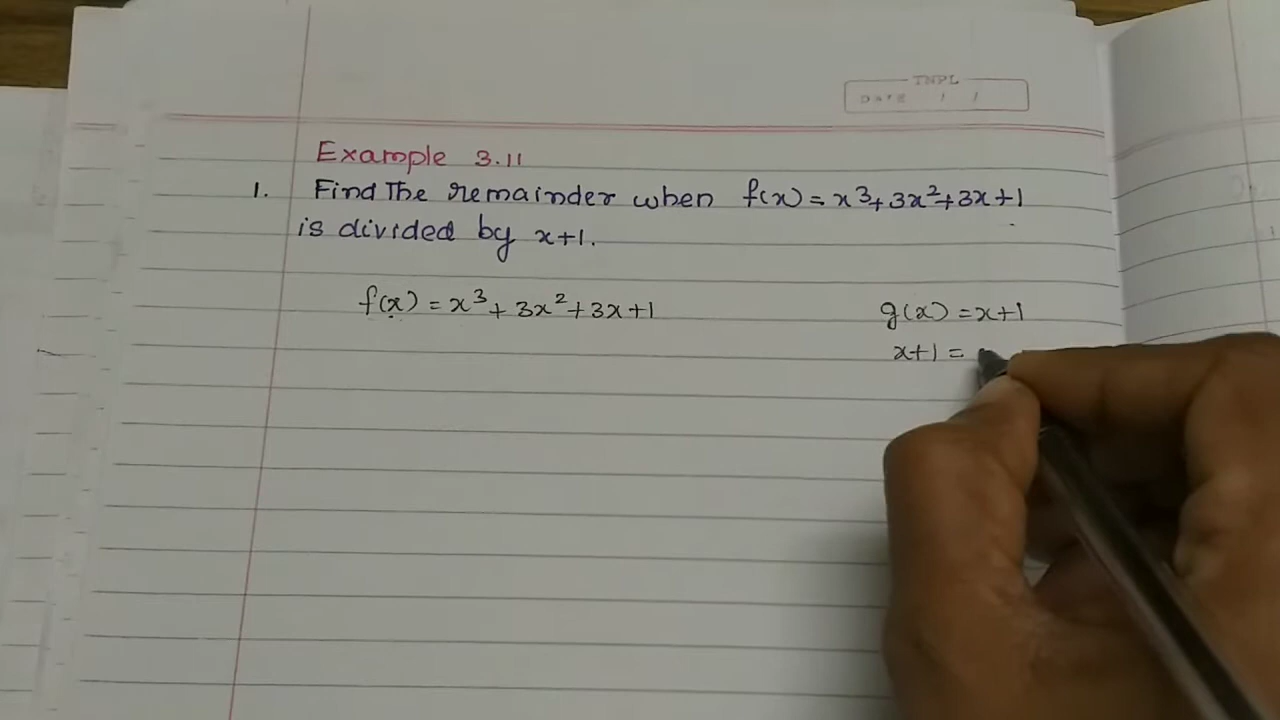 TNPL
DATE / /
Example 3.11
1. Find The remainder when f(x) = x³+3x²+3x+1
is divided by x+1.
f(x) = x³+3x²+3x+1
g(x) = x+1
x+1 =